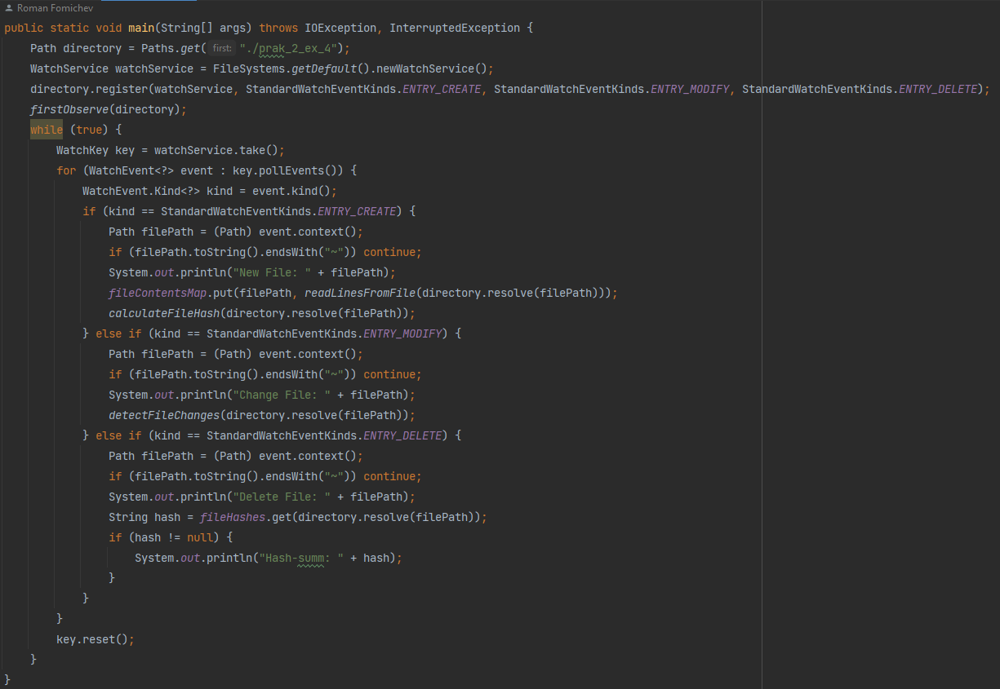 Roman Fomichev
public static void main(String[] args) throws IOException, InterruptedException {
    Path directory = Paths.get( first: "./prak_2_ex_4");
    WatchService watchService = FileSystems.getDefault().newWatchService();
    directory.register(watchService, StandardWatchEventKinds.ENTRY_CREATE, StandardWatchEventKinds.ENTRY_MODIFY, StandardWatchEventKinds.ENTRY_DELETE);
    firstObserve(directory);
    while (true) {
        WatchKey key = watchService.take();
        for (WatchEvent<?> event : key.pollEvents()) {
            WatchEvent.Kind<?> kind = event.kind();
            if (kind == StandardWatchEventKinds.ENTRY_CREATE) {
                Path filePath = (Path) event.context();
                if (filePath.toString().endsWith("~")) continue;
                System.out.println("New File: " + filePath);
                fileContentsMap.put(filePath, readLinesFromFile(directory.resolve(filePath)));
                calculateFileHash(directory.resolve(filePath));
            } else if (kind == StandardWatchEventKinds.ENTRY_MODIFY) {
                Path filePath = (Path) event.context();
                if (filePath.toString().endsWith("~")) continue;
                System.out.println("Change File: " + filePath);
                detectFileChanges(directory.resolve(filePath));
            } else if (kind == StandardWatchEventKinds.ENTRY_DELETE) {
                Path filePath = (Path) event.context();
                if (filePath.toString().endsWith("~")) continue;
                System.out.println("Delete File: " + filePath);
                String hash = fileHashes.get(directory.resolve(filePath));
                if (hash != null) {
                    System.out.println("Hash-summ: " + hash);
                }
            }
        }
        key.reset();
    }
}